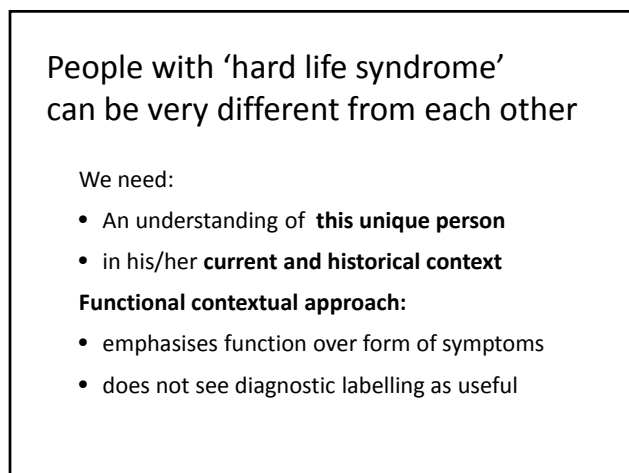 People with ‘hard life syndrome’
can be very different from each other
We need:
• An understanding of this unique person
• in his/her current and historical context
Functional contextual approach:
• emphasises function over form of symptoms
• does not see diagnostic labelling as useful